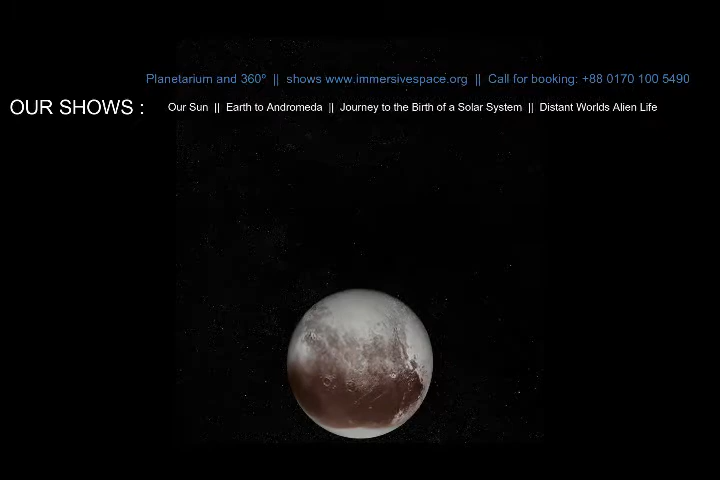 Planetarium and 360° || shows www.immersivespace.org || Call for booking: +88 0170 100 5490
OUR SHOWS : Our Sun || Earth to Andromeda || Journey to the Birth of a Solar System || Distant Worlds Alien Life